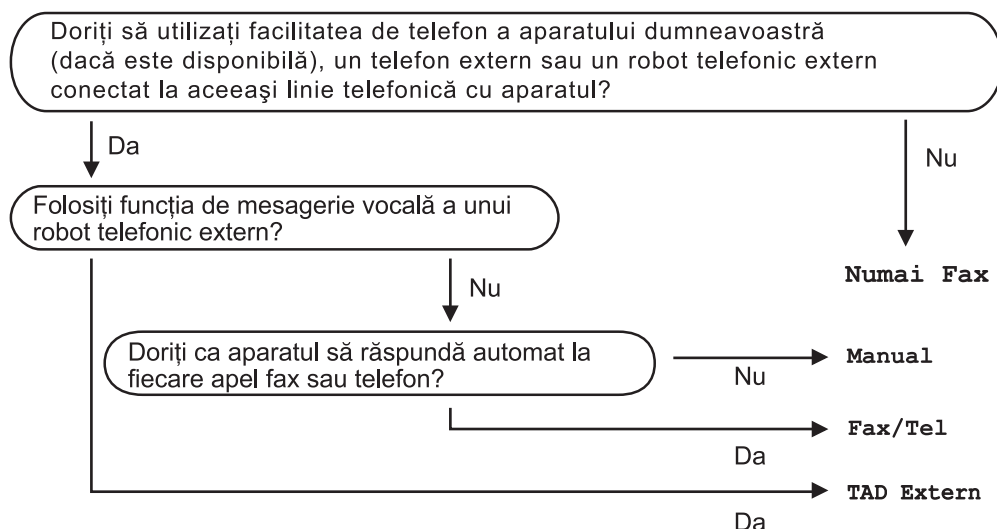 Doriți să utilizați facilitatea de telefon a aparatului dumneavoastră
(dacă este disponibilă), un telefon extern sau un robot telefonic extern
conectat la aceeaşi linie telefonică cu aparatul?
Da
Nu
Folosiți funcția de mesagerie vocală a unui
robot telefonic extern?
Numai Fax
Nu
Doriți ca aparatul să răspundă automat la
fiecare apel fax sau telefon?
Manual
Nu
Fax/Tel
Da
TAD Extern
Da